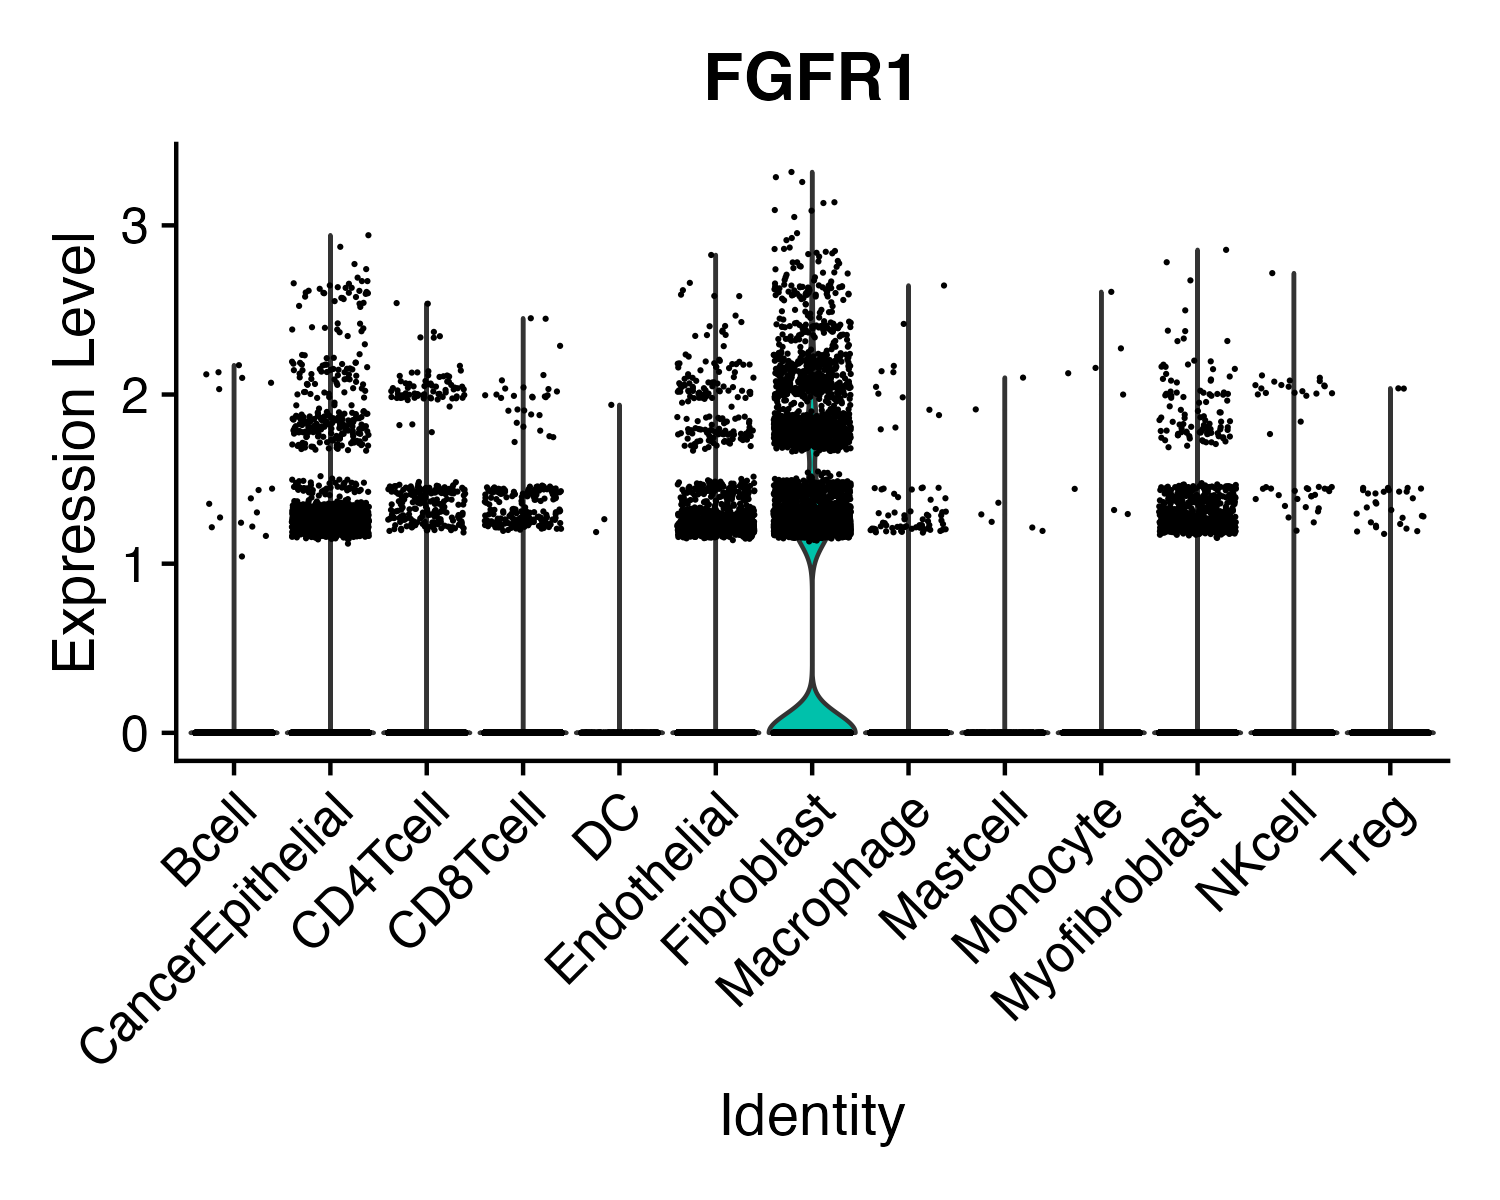 FGFR1
Expression Level
3
2
1
0
Bcell
CancerEpithelial
CD4Tcell
CD8Tcell
DC
Endothelial
Fibroblast
Macrophage
Mastcell
Monocyte
Myofibroblast
NKcell
Treg
Identity